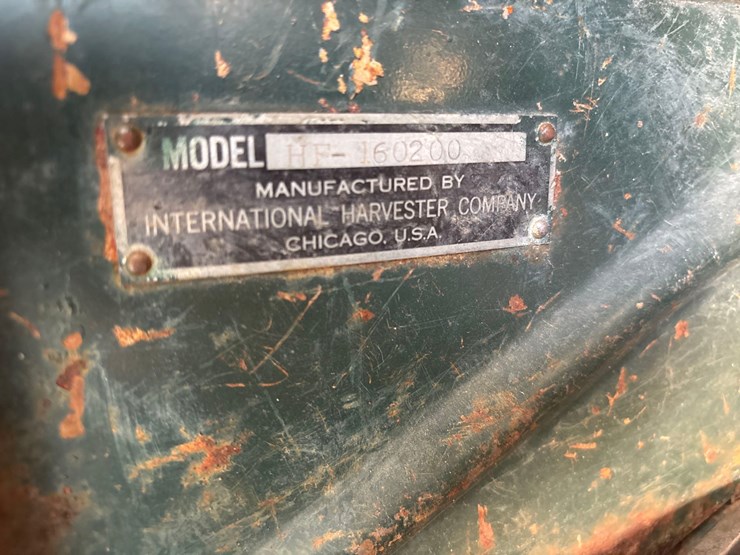 MODEL HF-160200
MANUFACTURED BY
INTERNATIONAL HARVESTER COMPANY
CHICAGO, U.S.A.